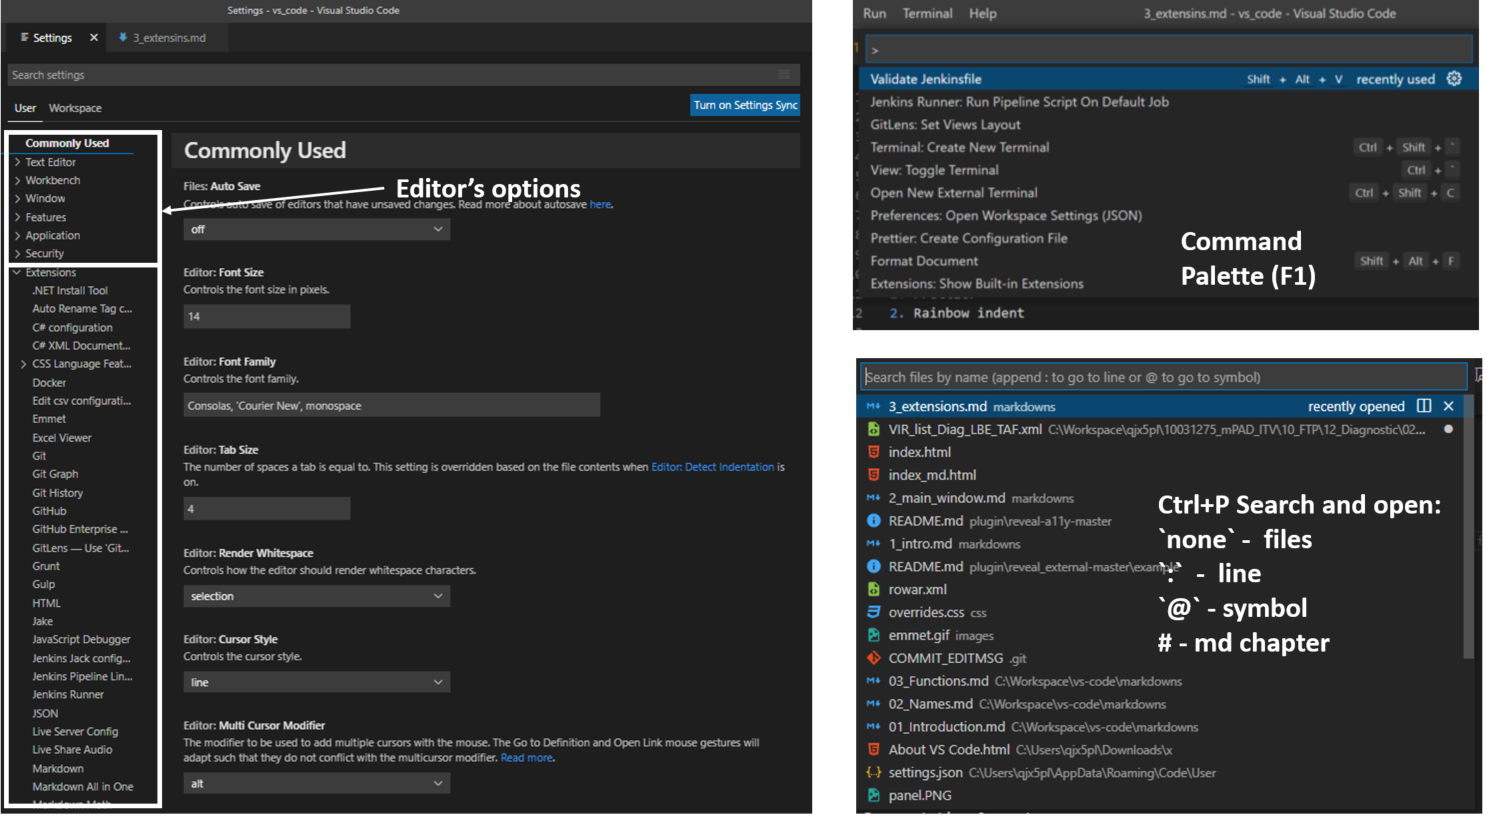 Settings - vs_code - Visual Studio Code
Settings
3_extensins.md
Search settings
User Workspace
Turn on Settings Sync
Commonly Used
Text Editor
Workbench
Window
Features
Application
Security
Extensions
.NET Install Tool
Auto Rename Tag c...
C# configuration
C# XML Document...
CSS Language Feat...
Docker
Edit csv configurati...
Emmet
Excel Viewer
Git
Git Graph
Git History
GitHub
GitHub Enterprise ...
GitLens — Use 'Git...
Grunt
Gulp
HTML
Jake
JavaScript Debugger
Jenkins Jack config...
Jenkins Pipeline Lin...
Jenkins Runner
JSON
Live Server Config
Live Share Audio
Markdown
Markdown All in One
Markdown Math
Commonly Used
Editor's options
Files: Auto Save
Controls auto save of editors that have unsaved changes. Read more about autosave here.
off
Editor: Font Size
Controls the font size in pixels.
14
Editor: Font Family
Controls the font family.
Consolas, 'Courier New', monospace
Editor: Tab Size
The number of spaces a tab is equal to. This setting is overridden based on the file contents when Editor: Detect Indentation is
on.
4
Editor: Render Whitespace
Controls how the editor should render whitespace characters.
selection
Editor: Cursor Style
Controls the cursor style.
line
Editor: Multi Cursor Modifier
The modifier to be used to add multiple cursors with the mouse. The Go to Definition and Open Link mouse gestures will
adapt such that they do not conflict with the multicursor modifier. Read more.
alt
Run Terminal Help 3_extensins.md - vs_code - Visual Studio Code
>
Validate Jenkinsfile Shift + Alt + V recently used
Jenkins Runner: Run Pipeline Script On Default Job
GitLens: Set Views Layout
Terminal: Create New Terminal Ctrl + Shift + `
View: Toggle Terminal Ctrl + `
Open New External Terminal Ctrl + Shift + C
Preferences: Open Workspace Settings (JSON)
Prettier: Create Configuration File
Format Document Shift + Alt + F
Extensions: Show Built-in Extensions
Command
Palette (F1)
2. Rainbow indent
Search files by name (append : to go to line or @ to go to symbol)
3_extensions.md markdowns recently opened
VIR_list_Diag_LBE_TAF.xml C:\Workspace\qjx5pl\10031275_mPAD_ITV\10_FTP\12_Diagnostic\02...
index.html
index_md.html
2_main_window.md markdowns
README.md plugin\reveal-a11y-master
1_intro.md markdowns
README.md plugin\reveal_external-master\example
rowar.xml
overrides.css css
emmet.gif images
COMMIT_EDITMSG .git
03_Functions.md C:\Workspace\vs-code\markdowns
02_Names.md C:\Workspace\vs-code\markdowns
01_Introduction.md C:\Workspace\vs-code\markdowns
About VS Code.html C:\Users\qjx5pl\Downloads\x
settings.json C:\Users\qjx5pl\AppData\Roaming\Code\User
panel.PNG
Ctrl+P Search and open:
`none` - files
`:` - line
`@` - symbol
# - md chapter